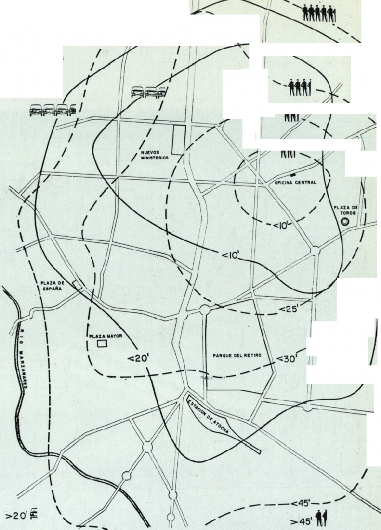 NUEVOS
MINISTERIOS
OFICINA CENTRAL
PLAZA DE
TOROS
<10'
<10'
<25'
PLAZA DE
ESPAÑA
RIO MANZANARES
PLAZA MAYOR
<20'
PARQUE DEL RETIRO
<30'
ESTACION DE ATOCHA
>20'
<45'
>45'